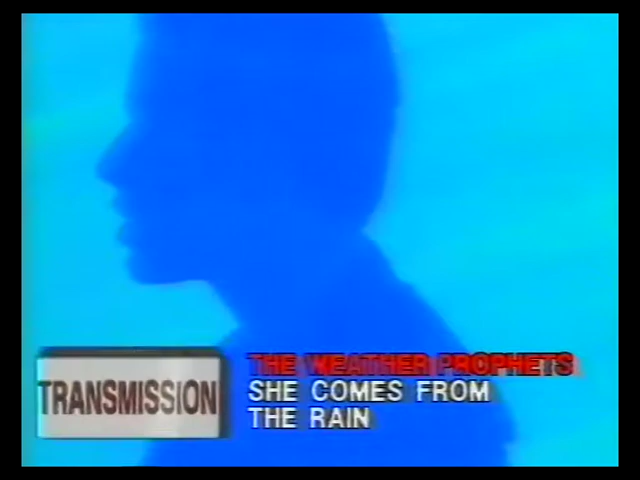 THE WEATHER PROPHETS
TRANSMISSION
SHE COMES FROM
THE RAIN